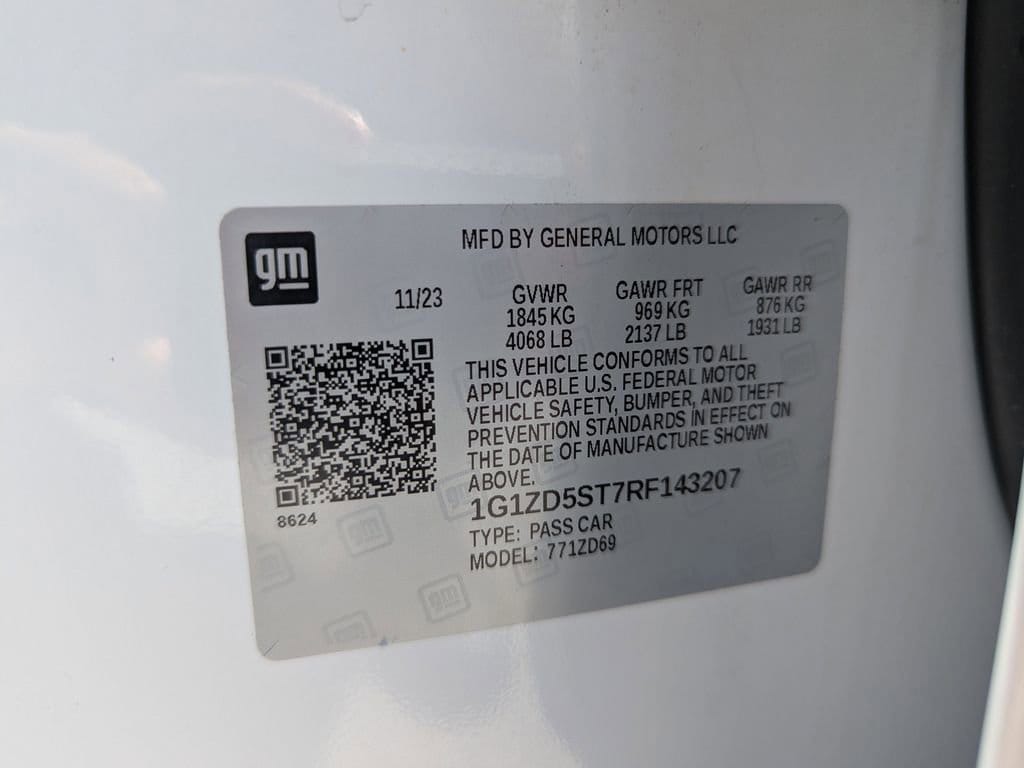 gm
MFD BY GENERAL MOTORS LLC
11/23
GVWR
1845 KG
4068 LB
GAWR FRT
969 KG
2137 LB
GAWR RR
876 KG
1931 LB
THIS VEHICLE CONFORMS TO ALL
APPLICABLE U.S. FEDERAL MOTOR
VEHICLE SAFETY, BUMPER, AND THEFT
PREVENTION STANDARDS IN EFFECT ON
THE DATE OF MANUFACTURE SHOWN
ABOVE.
1G1ZD5ST7RF143207
TYPE: PASS CAR
MODEL: 771ZD69
8624
gm
gm